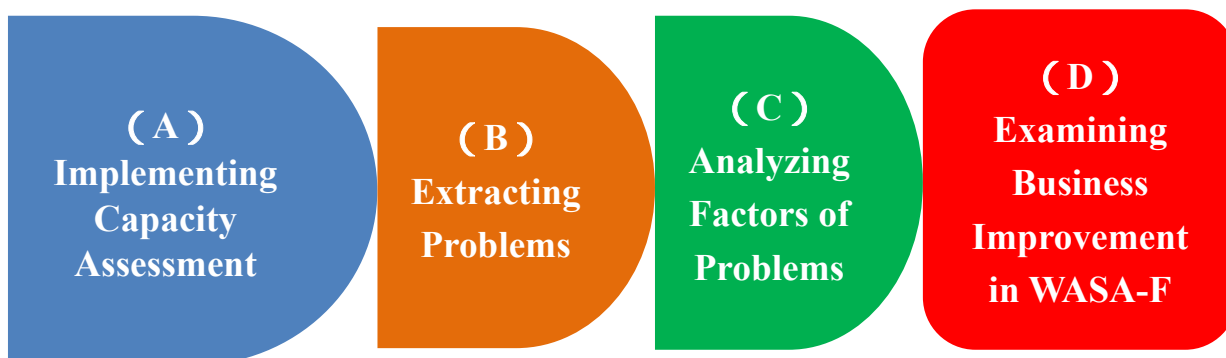 ( A )
Implementing
Capacity
Assessment
( B )
Extracting
Problems
( C )
Analyzing
Factors of
Problems
( D )
Examining
Business
Improvement
in WASA-F